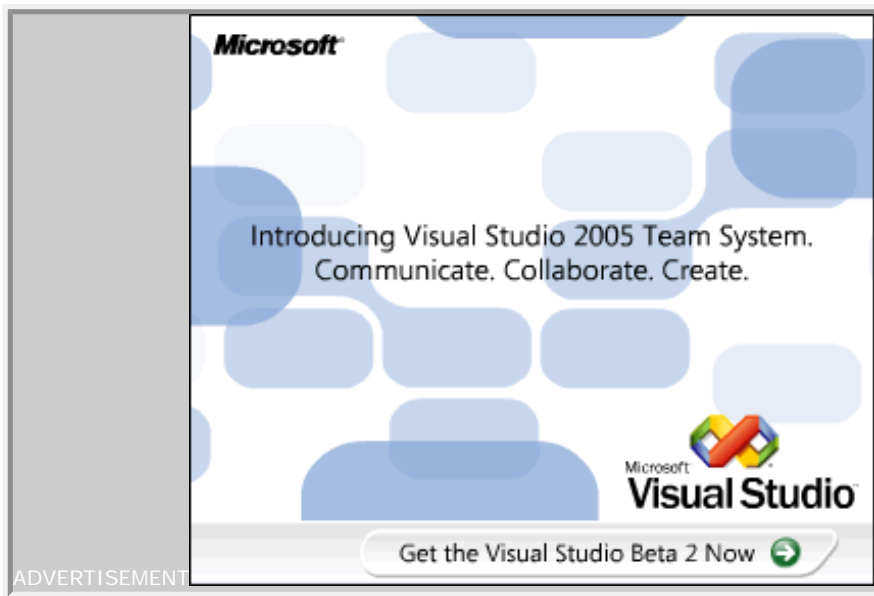 Microsoft
Introducing Visual Studio 2005 Team System.
Communicate. Collaborate. Create.
Microsoft
Visual Studio
Get the Visual Studio Beta 2 Now
ADVERTISEMENT